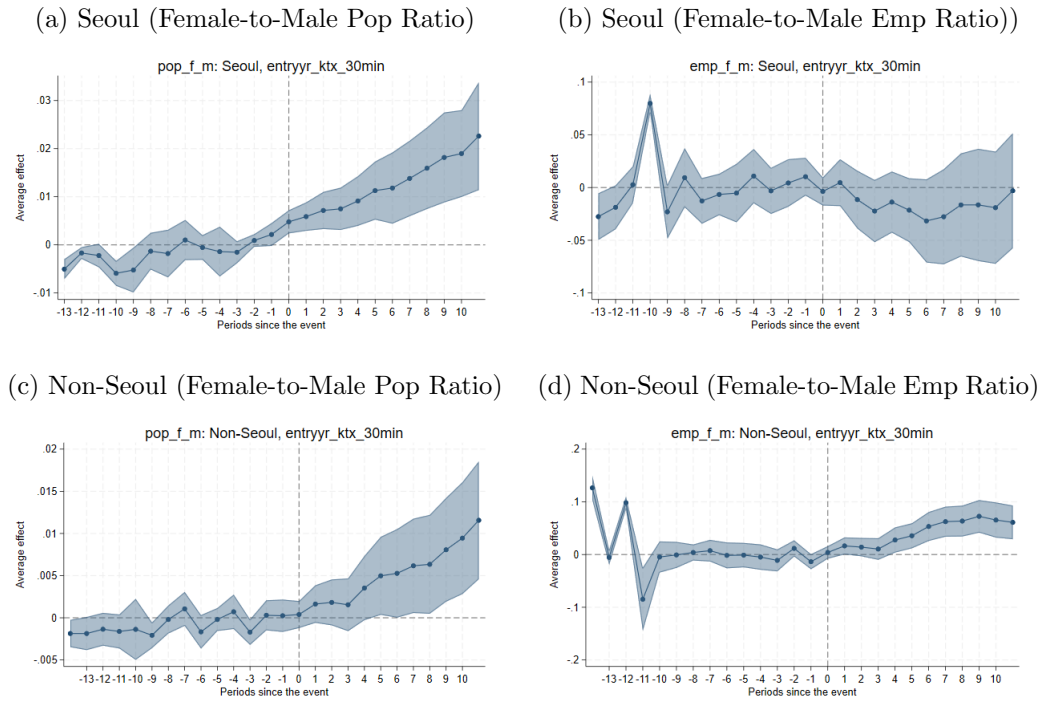 (a) Seoul (Female-to-Male Pop Ratio)
(b) Seoul (Female-to-Male Emp Ratio))
pop_f_m: Seoul, entryyr_ktx_30min
.03
.02
.01
0
-.01
Average effect
-13 -12 -11 -10 -9 -8 -7 -6 -5 -4 -3 -2 -1 0 1 2 3 4 5 6 7 8 9 10
Periods since the event
emp_f_m: Seoul, entryyr_ktx_30min
.1
.05
0
-.05
-.1
Average effect
-13 -12 -11 -10 -9 -8 -7 -6 -5 -4 -3 -2 -1 0 1 2 3 4 5 6 7 8 9 10
Periods since the event
(c) Non-Seoul (Female-to-Male Pop Ratio)
(d) Non-Seoul (Female-to-Male Emp Ratio)
pop_f_m: Non-Seoul, entryyr_ktx_30min
.02
.015
.01
.005
0
-.005
Average effect
-13 -12 -11 -10 -9 -8 -7 -6 -5 -4 -3 -2 -1 0 1 2 3 4 5 6 7 8 9 10
Periods since the event
emp_f_m: Non-Seoul, entryyr_ktx_30min
.2
.1
0
-.1
-.2
Average effect
-13 -12 -11 -10 -9 -8 -7 -6 -5 -4 -3 -2 -1 0 1 2 3 4 5 6 7 8 9 10
Periods since the event